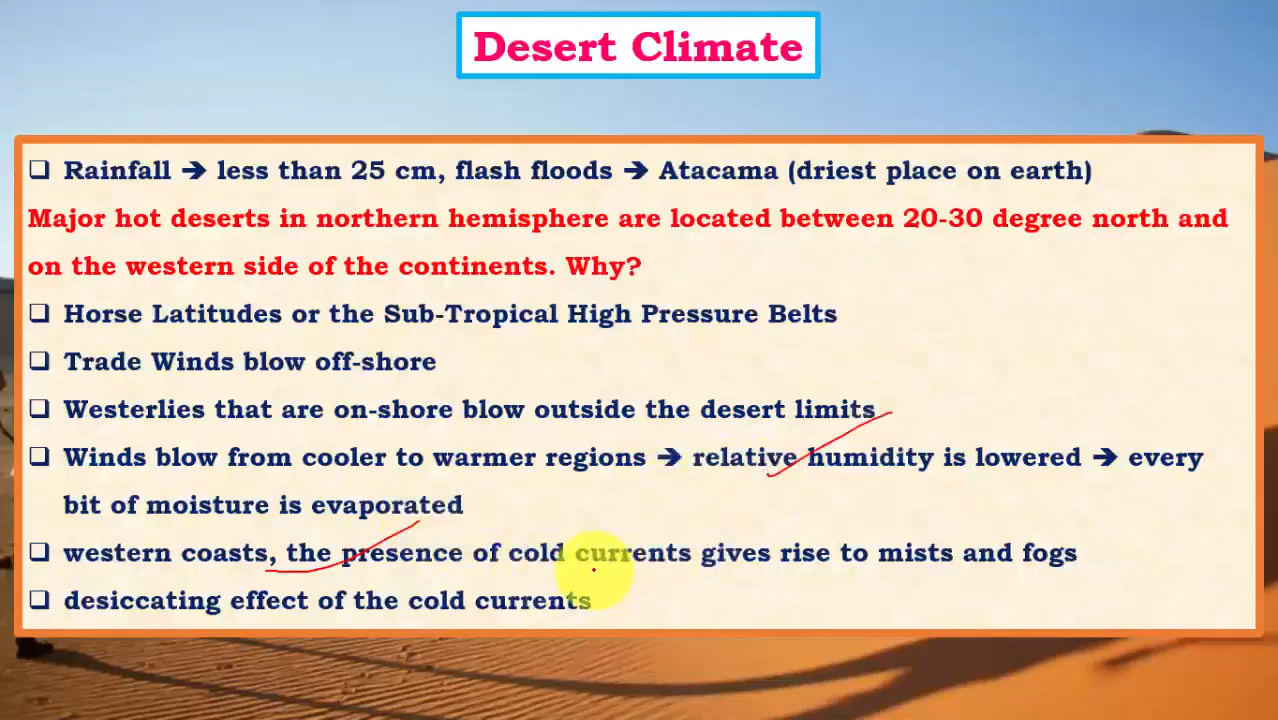 Desert Climate
❑ Rainfall ➔ less than 25 cm, flash floods ➔ Atacama (driest place on earth)
Major hot deserts in northern hemisphere are located between 20-30 degree north and
on the western side of the continents. Why?
❑ Horse Latitudes or the Sub-Tropical High Pressure Belts
❑ Trade Winds blow off-shore
❑ Westerlies that are on-shore blow outside the desert limits
❑ Winds blow from cooler to warmer regions ➔ relative humidity is lowered ➔ every
bit of moisture is evaporated
❑ western coasts, the presence of cold currents gives rise to mists and fogs
❑ desiccating effect of the cold currents